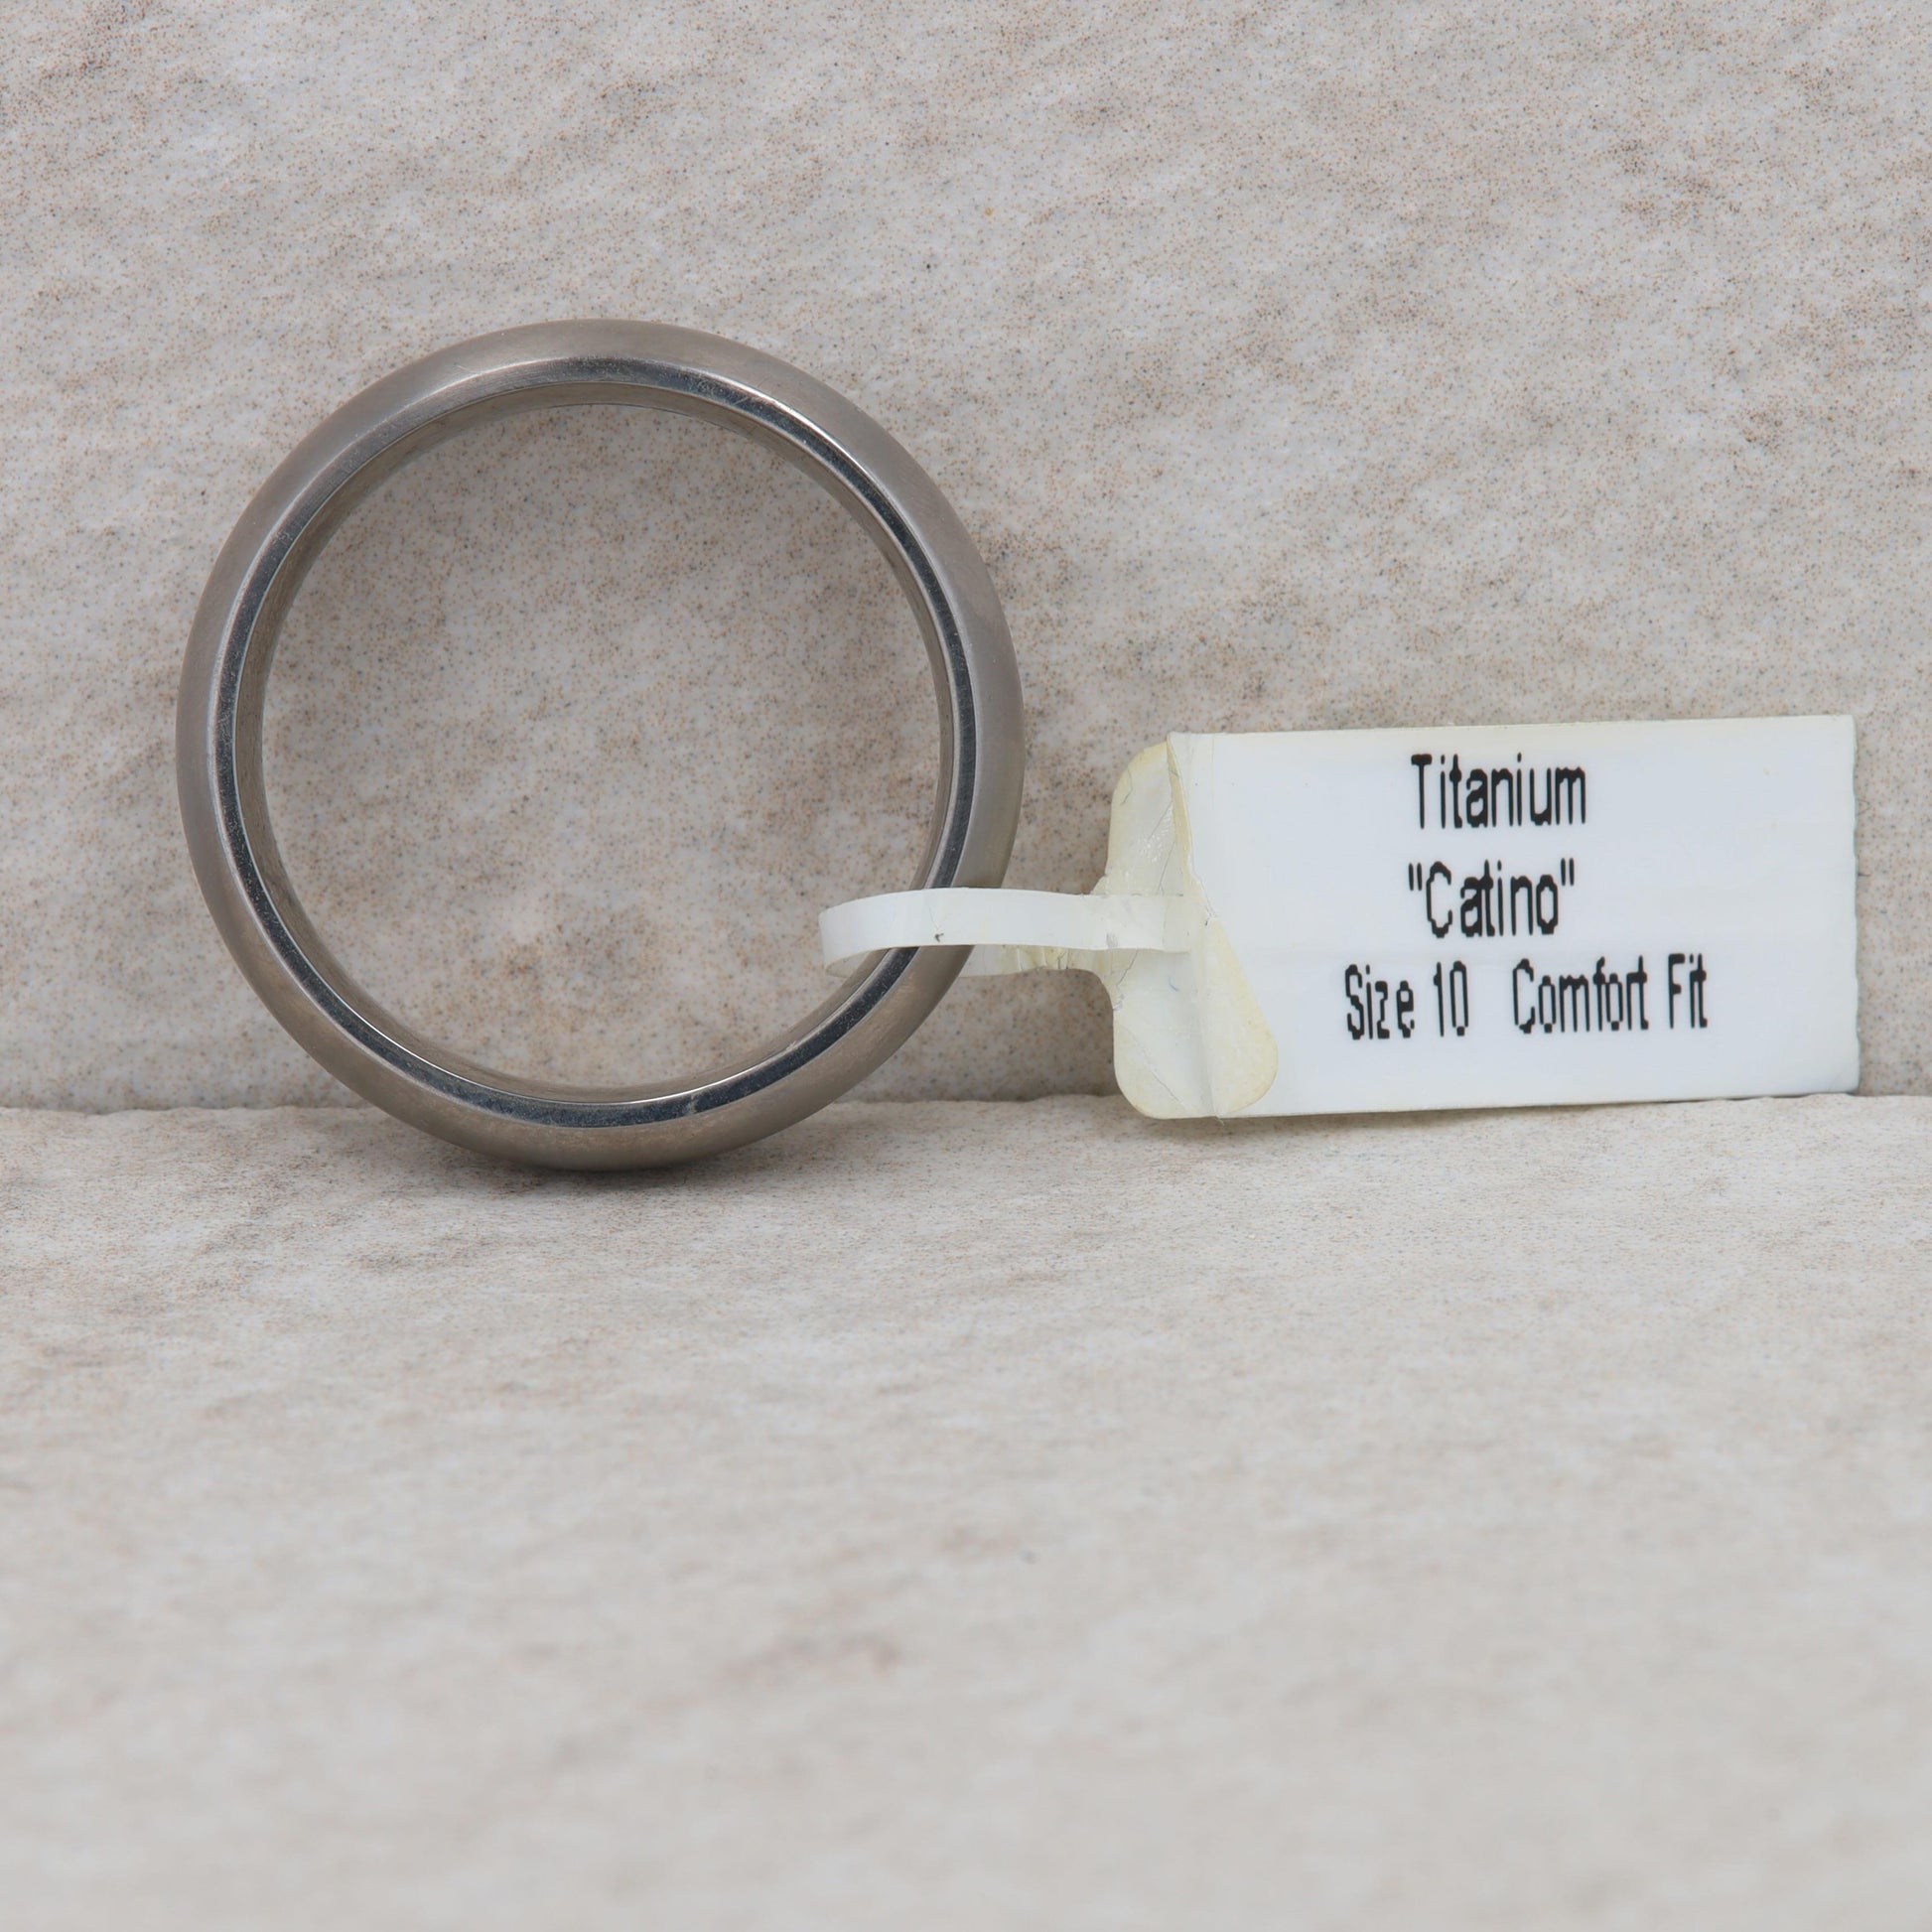 Titanium
"Catino"
Size 10 Comfort Fit